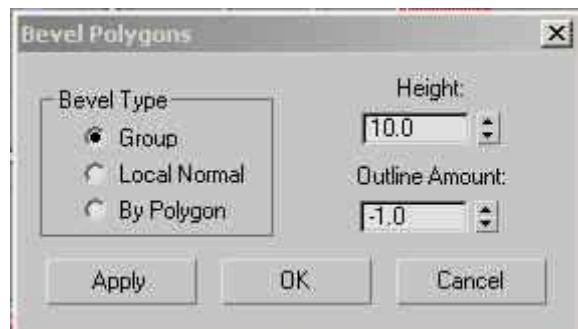 Bevel Polygons
Bevel Type
Group
Local Normal
By Polygon
Height:
10.0
Outline Amount:
-1.0
Apply
OK
Cancel